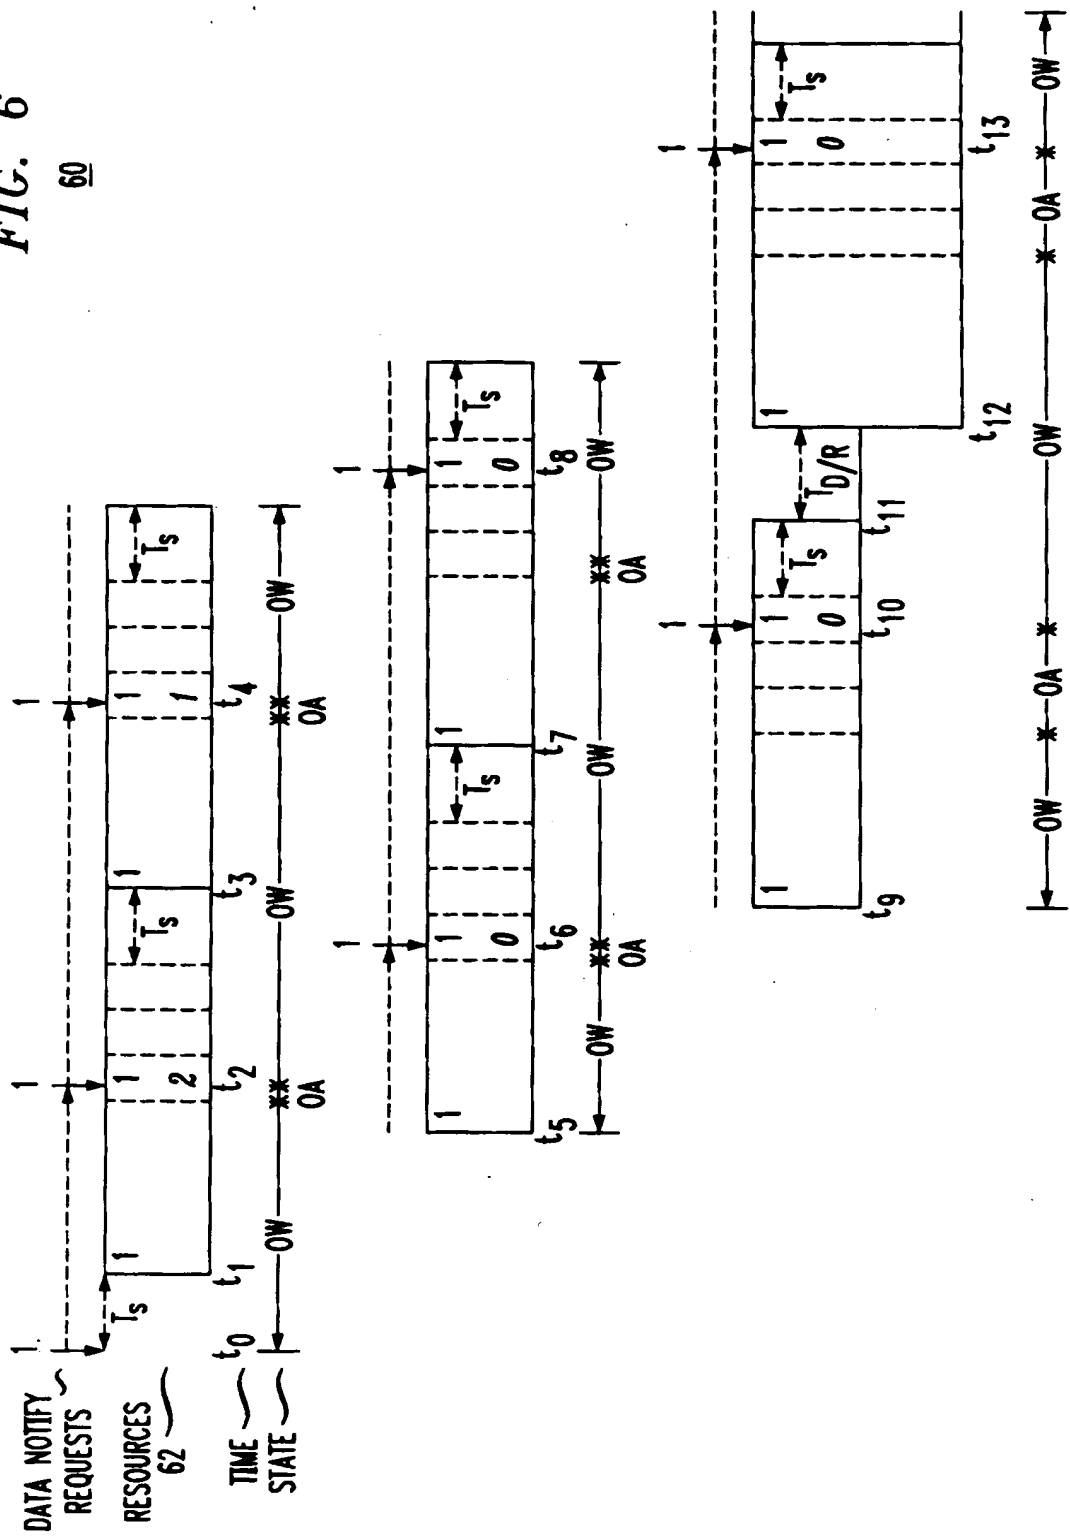 FIG. 6
60
DATA NOTIFY REQUESTS
1 1 1
RESOURCES 62
Ts 1 1 Ts 1 1 Ts
2 1
TIME
t0 t1 t2 t3 t4
STATE
OW OA OW OA OW
1 1
1 1 Ts 1 1 Ts
0 0
t5 t6 t7 t8
OW OA OW OA OW
1 1
1 1 Ts TD/R 1 1 Ts
0 0
t9 t10 t11 t12 t13
OW OA OW OA OW